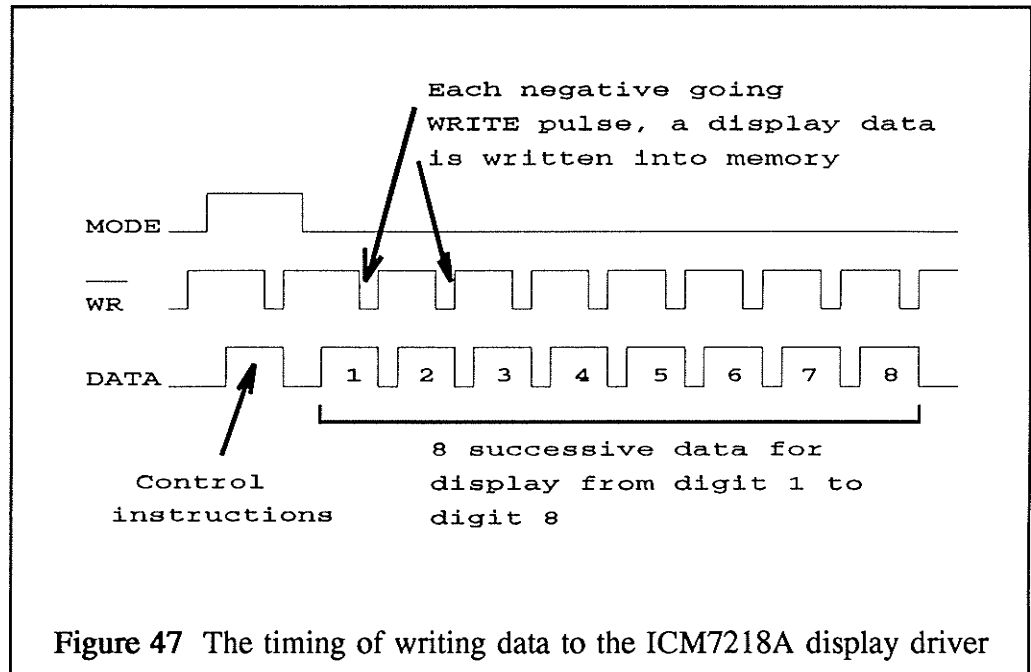 Each negative going
WRITE pulse, a display data
is written into memory
MODE
WR
DATA
1 2 3 4 5 6 7 8
8 successive data for
display from digit 1 to
digit 8
Control
instructions
Figure 47 The timing of writing data to the ICM7218A display driver